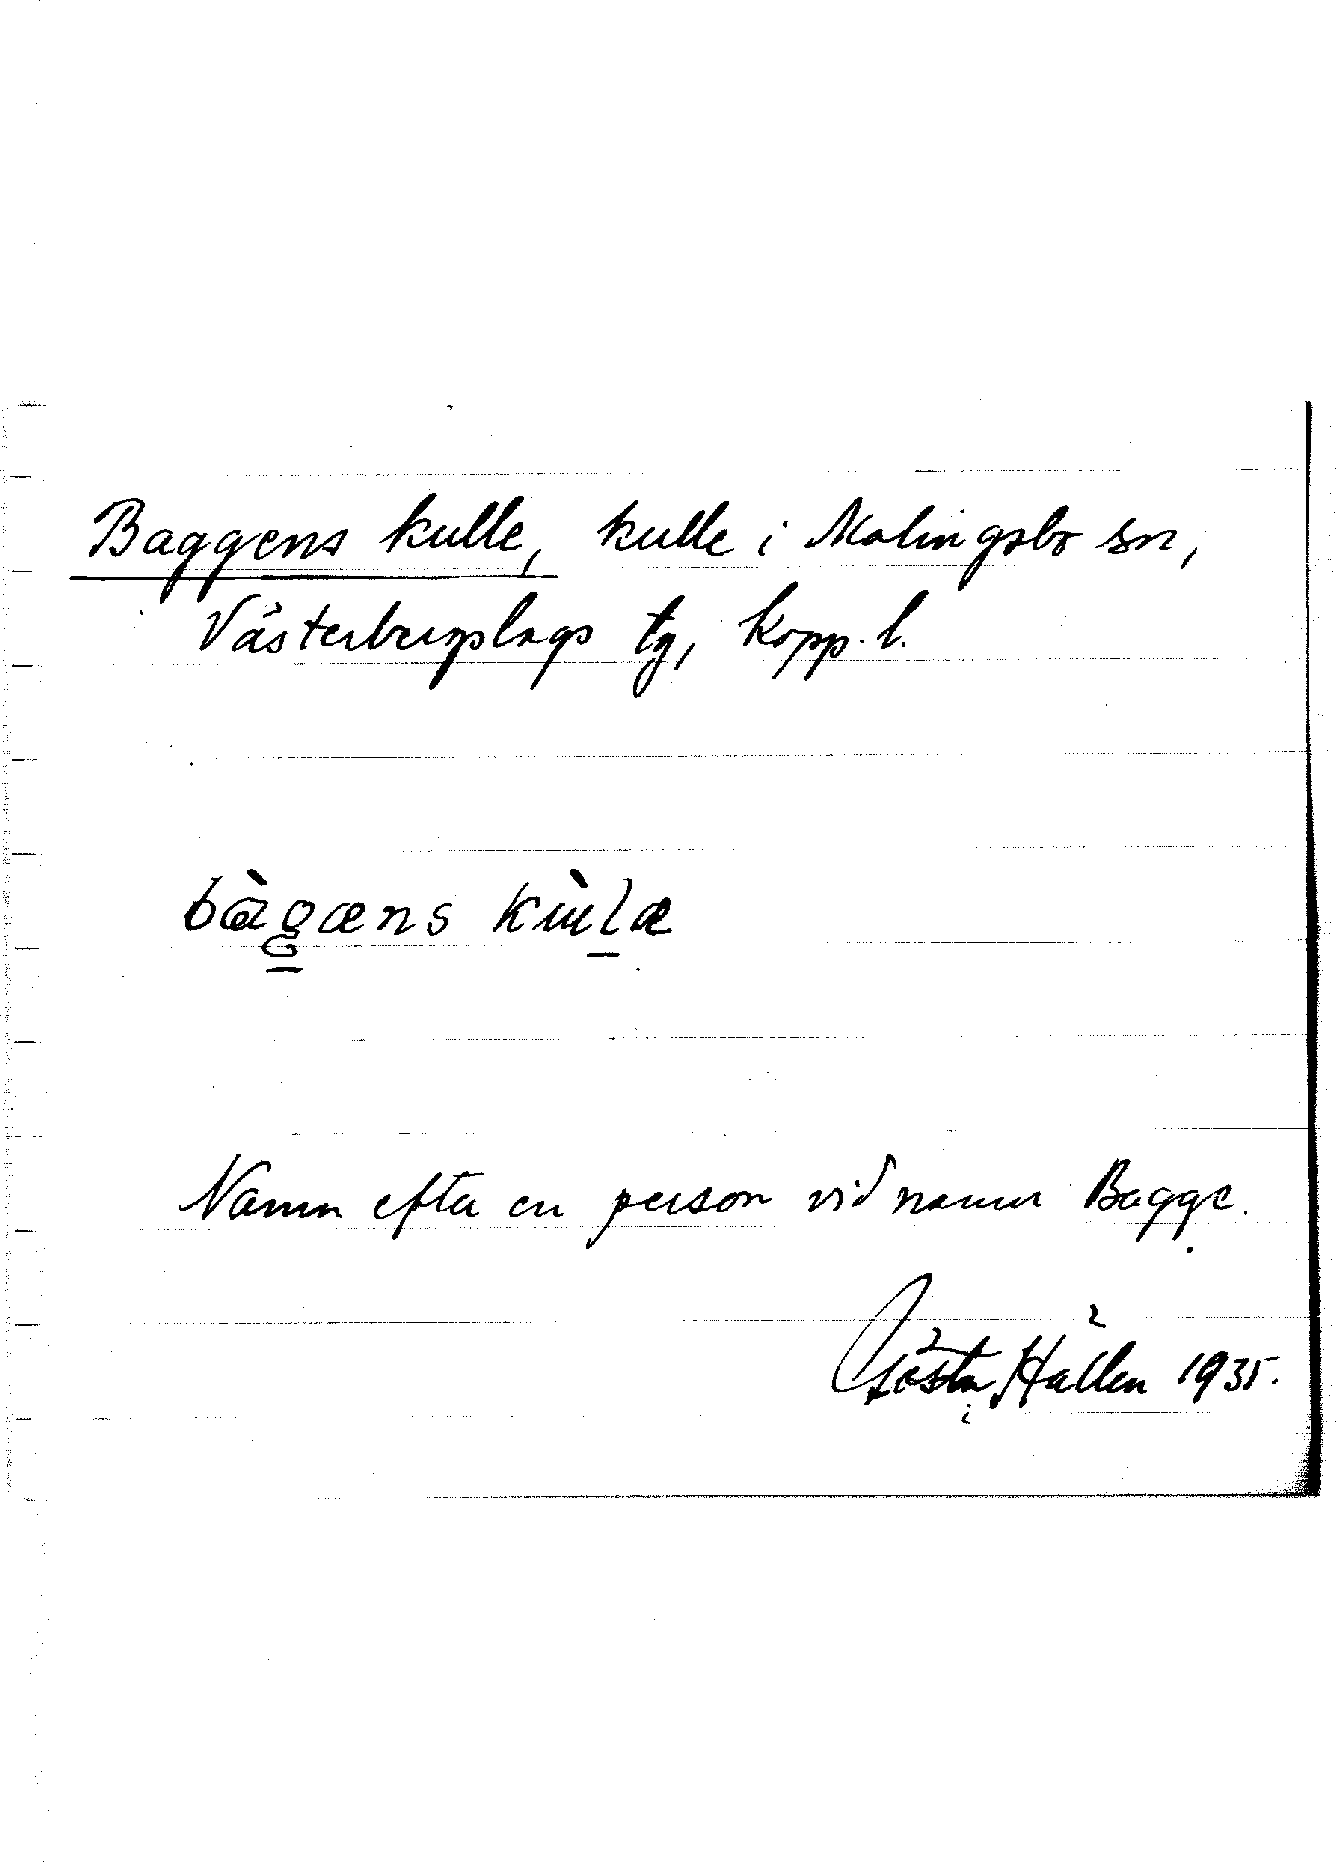 Baggens kulle, kulle i Malingsbo sn,
Västerbergslags tg, Kopp. l.
bàgæns kùlæ
Namn efter en person vid namn Bagge.
Gösta Hallen 1935.